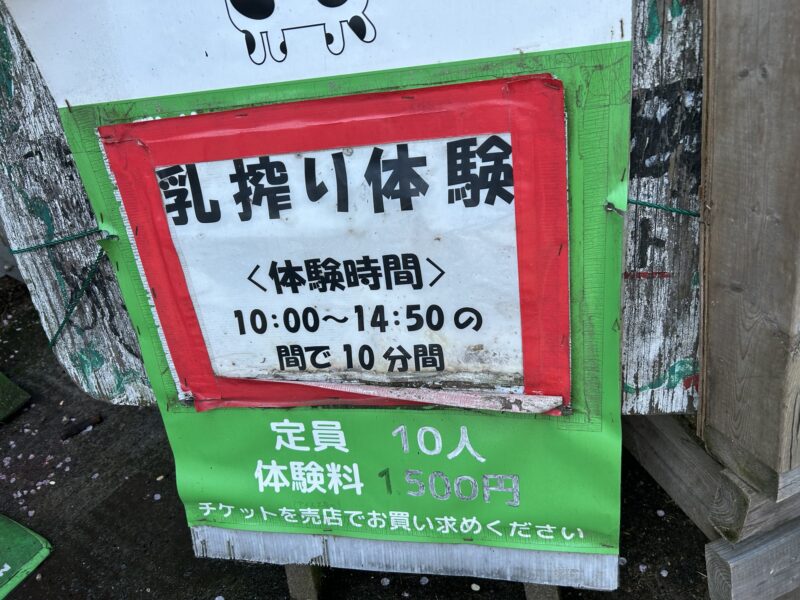 乳搾り体験
〈体験時間〉
10:00～14:50の
間で10分間
定員 10人
体験料 1500円
チケットを売店でお買い求めください